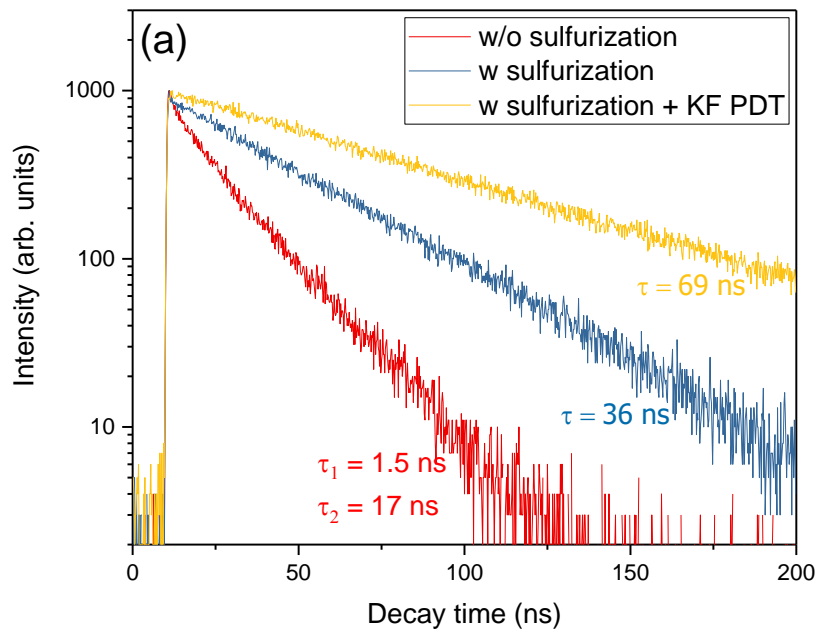 (a)
w/o sulfurization
w sulfurization
w sulfurization + KF PDT
1000
100
10
Intensity (arb. units)
τ = 69 ns
τ = 36 ns
τ₁ = 1.5 ns
τ₂ = 17 ns
0
50
100
150
200
Decay time (ns)